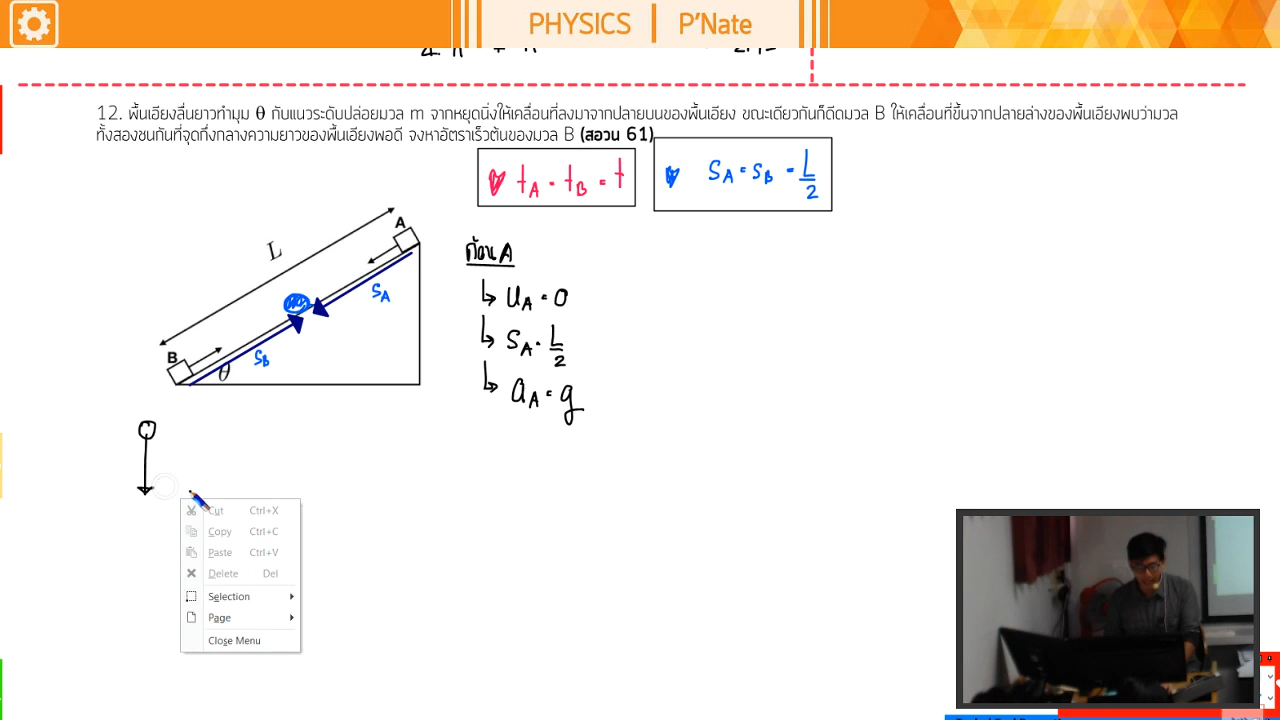 PHYSICS | P'Nate
12. พื้นเอียงลื่นยาวทำมุม θ กับแนวระดับปล่อยมวล m จากหยุดนิ่งให้เคลื่อนที่ลงมาจากปลายบนของพื้นเอียง ขณะเดียวกันก็ดีดมวล B ให้เคลื่อนที่ขึ้นจากปลายล่างของพื้นเอียงพบว่ามวล
ทั้งสองชนกันที่จุดกึ่งกลางความยาวของพื้นเอียงพอดี จงหาอัตราเร็วต้นของมวล B (สอวน 61)
tA = tB = t
SA = SB = L/2
A
L
SA
B
SB
θ
ก้อน A
uA = 0
SA = L/2
aA = g
Cut Ctrl+X
Copy Ctrl+C
Paste Ctrl+V
Delete Del
Selection
Page
Close Menu